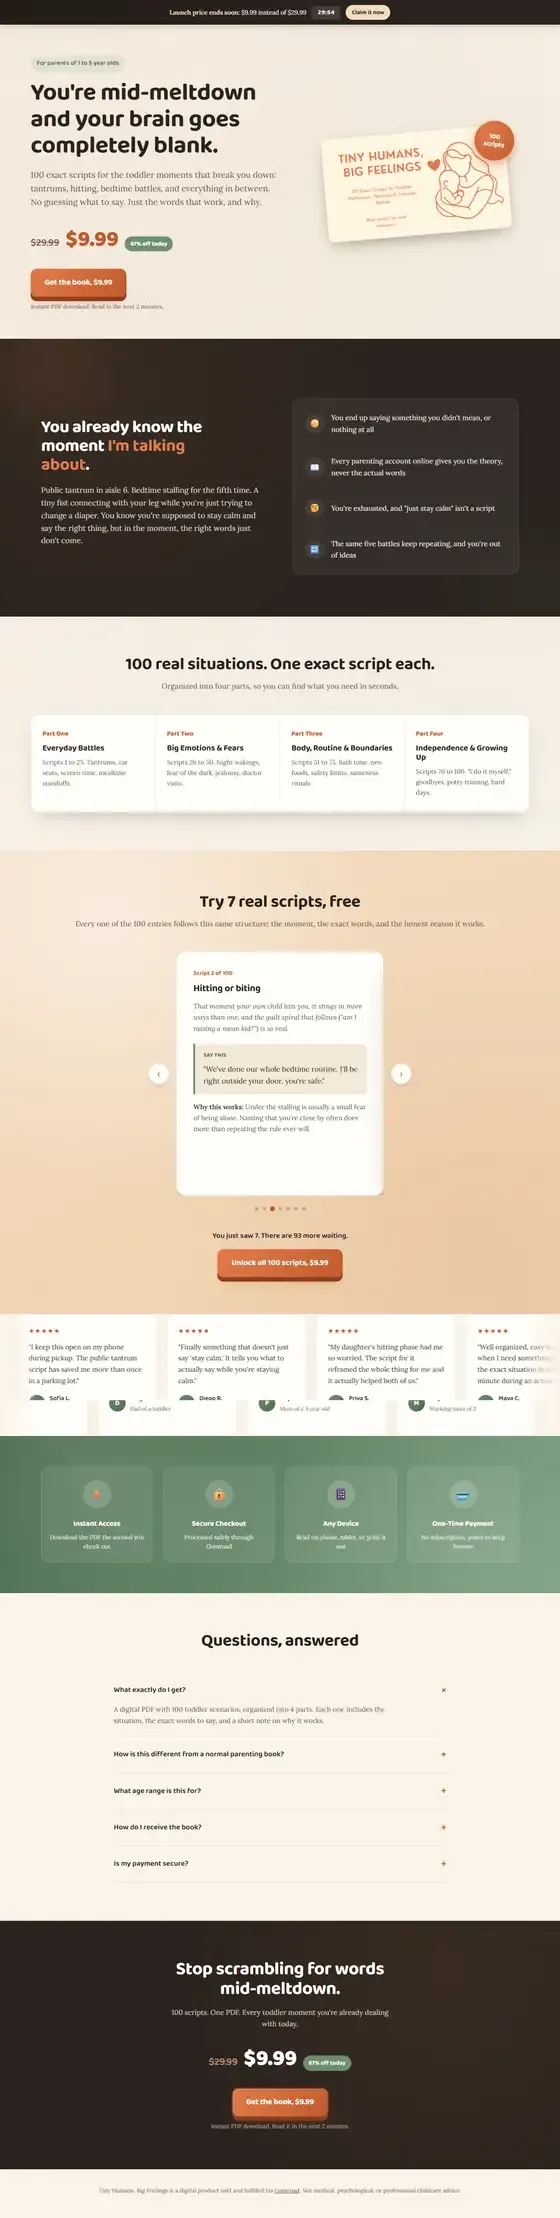 Launch price ends soon: $9.99 instead of $29.99
29:54
Claim it now
For parents of 1 to 5 year olds
You're mid-meltdown
and your brain goes
completely blank.
100 exact scripts for the toddler moments that break you down:
tantrums, hitting, bedtime battles, and everything in between.
No guessing what to say. Just the words that work, and why.
$29.99 $9.99 67% off today
Get the book, $9.99
Instant PDF download. Read in the next 2 minutes.
TINY HUMANS,
BIG FEELINGS
100
scripts
You already know the
moment I'm talking
about.
Public tantrum in aisle 6. Bedtime stalling for the fifth time. A
tiny fist connecting with your leg while you're just trying to
change a diaper. You know you're supposed to stay calm and
say the right thing, but in the moment, the right words just
don't come.
You end up saying something you didn't mean, or
nothing at all
Every parenting account online gives you the theory,
never the actual words
You're exhausted, and "just stay calm" isn't a script
The same five battles keep repeating, and you're out
of ideas
100 real situations. One exact script each.
Organized into four parts, so you can find what you need in seconds.
Part One
Everyday Battles
Scripts 1 to 25. Tantrums, car
seats, screen time, mealtime
standoffs.
Part Two
Big Emotions & Fears
Scripts 26 to 50. Night wakings,
fear of the dark, jealousy, doctor
visits.
Part Three
Body, Routine & Boundaries
Scripts 51 to 75. Bath time, new
foods, safety limits, sameness
rituals.
Part Four
Independence & Growing
Up
Scripts 76 to 100. "I do it myself,"
goodbyes, potty training, hard
days.
Try 7 real scripts, free
Every one of the 100 entries follows this same structure: the moment, the exact words, and the honest reason it works.
Script 2 of 100
Hitting or biting
That moment your own child hits you, it stings in more
ways than one, and the guilt spiral that follows ("am I
raising a mean kid?") is so real.
SAY THIS
"We've done our whole bedtime routine. I'll be
right outside your door, you're safe."
Why this works: Under the stalling is usually a small fear
of being alone. Naming that you're close by often does
more than repeating the rule ever will.
You just saw 7. There are 93 more waiting.
Unlock all 100 scripts, $9.99
"I keep this open on my phone
during pickup. The public tantrum
script has saved me more than once
in a parking lot."
Sofia L.
"Finally something that doesn't just
say 'stay calm.' It tells you what to
actually say while you're staying
calm."
Diego R.
"My daughter's hitting phase had me
so worried. The script for it
reframed the whole thing for me and
it actually helped both of us."
Priya S.
"Well organized, easy
when I need something
the exact situation
minute during an
Maya C.
D
Dad of a toddler
P
Mom of a 3 year old
M
Working mom of 2
Instant Access
Download the PDF the second you
check out
Secure Checkout
Processed safely through
Gumroad
Any Device
Read on phone, tablet, or print it
out
One-Time Payment
No subscription, yours to keep
forever
Questions, answered
What exactly do I get?
A digital PDF with 100 toddler scenarios, organized into 4 parts. Each one includes the
situation, the exact words to say, and a short note on why it works.
How is this different from a normal parenting book?
What age range is this for?
How do I receive the book?
Is my payment secure?
Stop scrambling for words
mid-meltdown.
100 scripts. One PDF. Every toddler moment you're already dealing
with today.
$29.99 $9.99 67% off today
Get the book, $9.99
Instant PDF download. Read it in the next 2 minutes.
Tiny Humans, Big Feelings is a digital product sold and fulfilled via Gumroad. Not medical, psychological, or professional childcare advice.